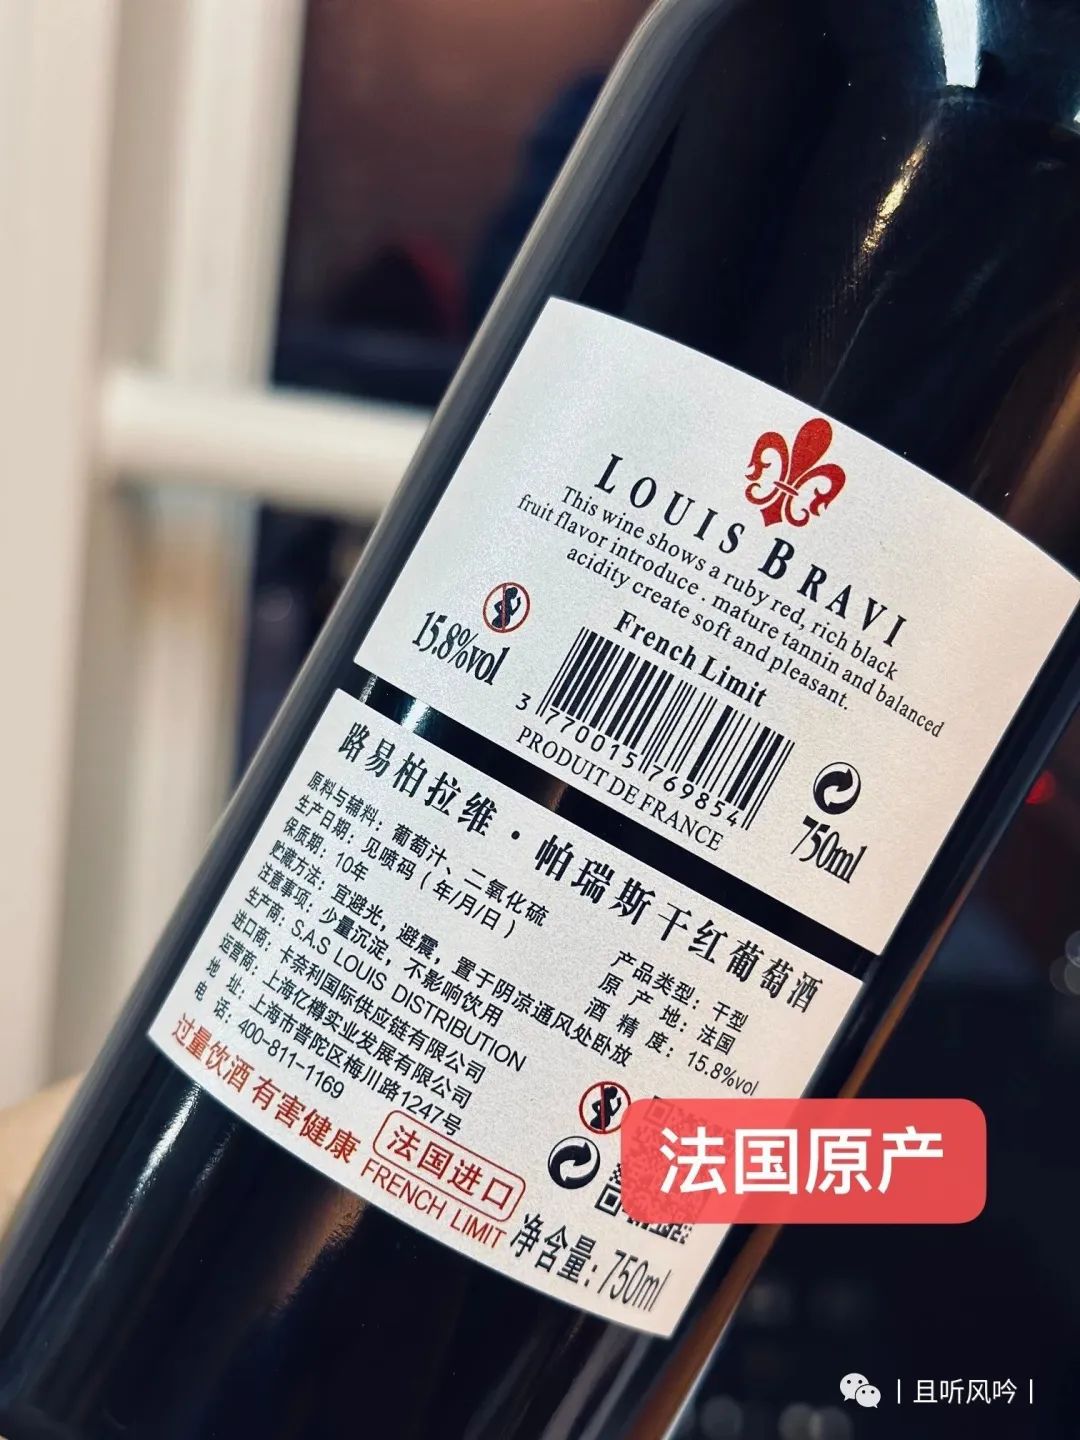 LOUIS BRAVI
This wine shows a ruby red, rich black
fruit flavor introduce . mature tannin and balanced
acidity create soft and pleasant.
French Limit
15.8%vol
3 770015 769854
PRODUIT DE FRANCE
750ml
路易柏拉维·帕瑞斯干红葡萄酒
原料与辅料：葡萄汁、二氧化硫
生产日期：见喷码（年/月/日）
保质期：10年
贮藏方法：宜避光，避震，置于阴凉通风处卧放
注意事项：少量沉淀，不影响饮用
生产商：S.A.S LOUIS DISTRIBUTION
进口商：卡奈利国际供应链有限公司
运营商：上海亿樽实业发展有限公司
地 址：上海市普陀区梅川路1247号
电 话：400-811-1169
产品类型：干型
原 产 地：法国
酒 精 度：15.8%vol
过量饮酒 有害健康
法国进口
FRENCH LIMIT
净含量：750ml
法国原产
丨且听风吟丨